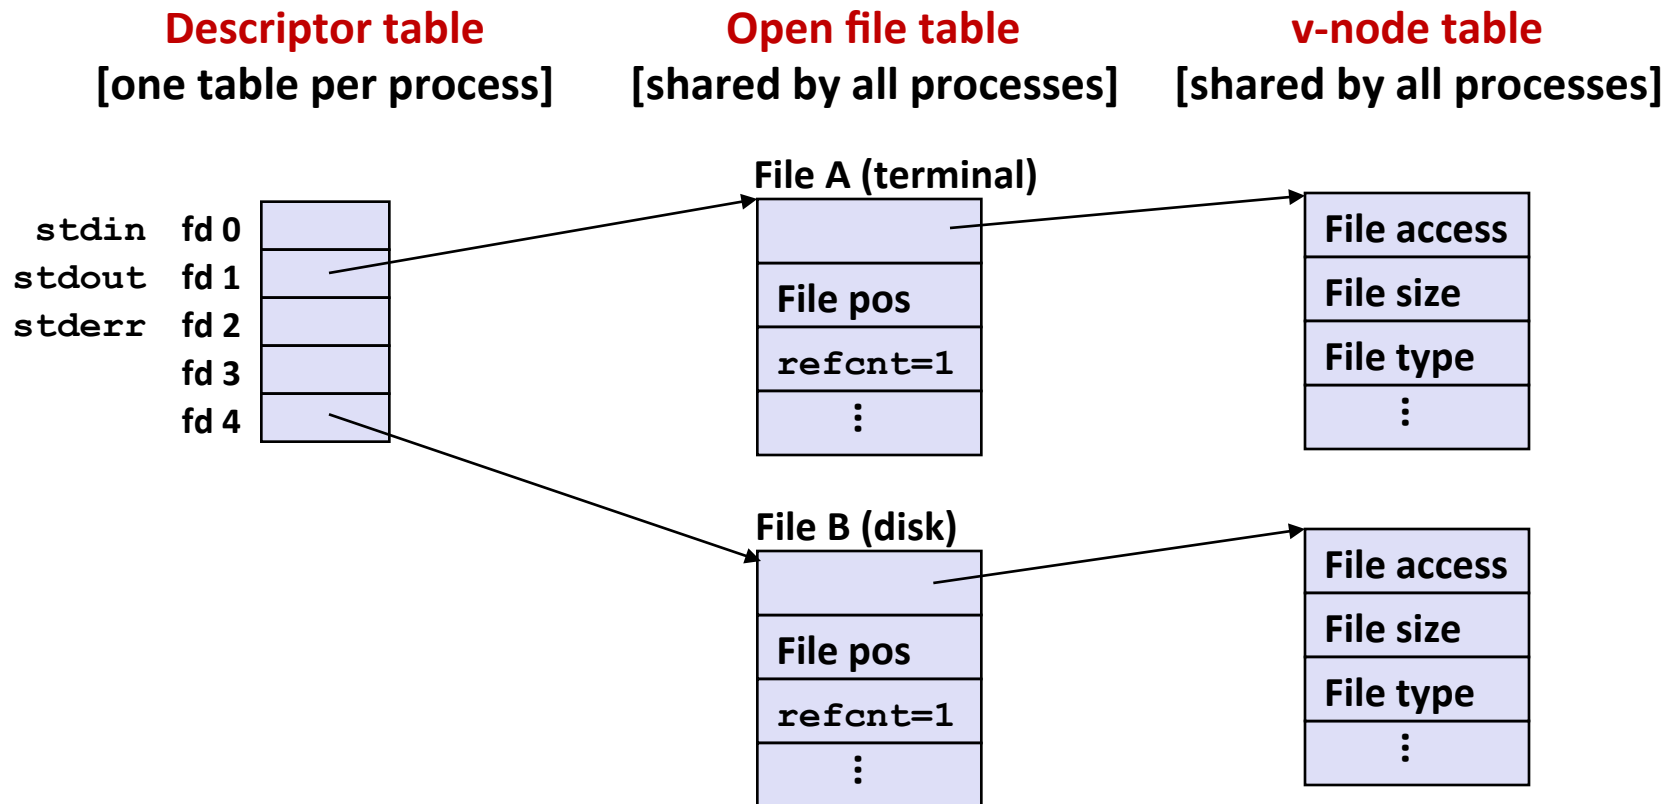 Descriptor table
[one table per process]
Open file table
[shared by all processes]
v-node table
[shared by all processes]
stdin fd 0
stdout fd 1
stderr fd 2
fd 3
fd 4
File A (terminal)
File pos
refcnt=1
⋮
File access
File size
File type
⋮
File B (disk)
File pos
refcnt=1
⋮
File access
File size
File type
⋮